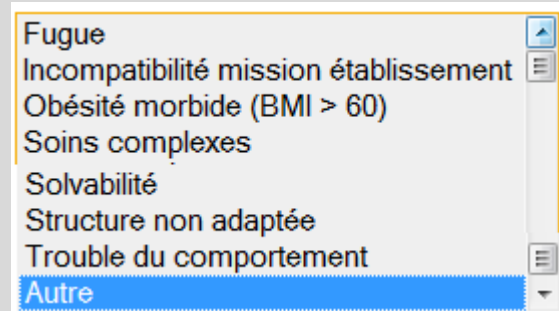 Fugue
Incompatibilité mission établissement
Obésité morbide (BMI > 60)
Soins complexes
Solvabilité
Structure non adaptée
Trouble du comportement
Autre